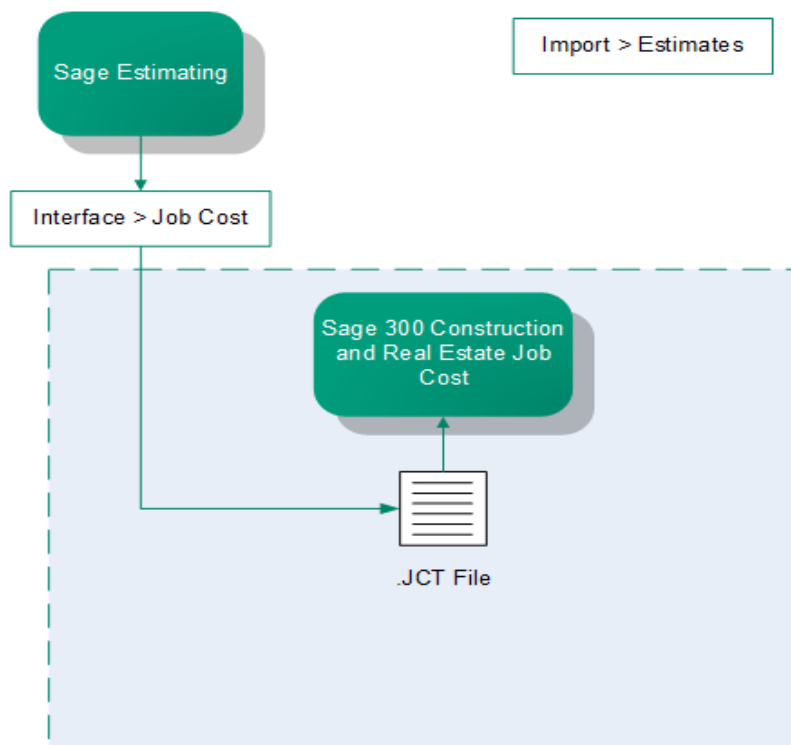 Sage Estimating
Import > Estimates
Interface > Job Cost
Sage 300 Construction
and Real Estate Job
Cost
.JCT File